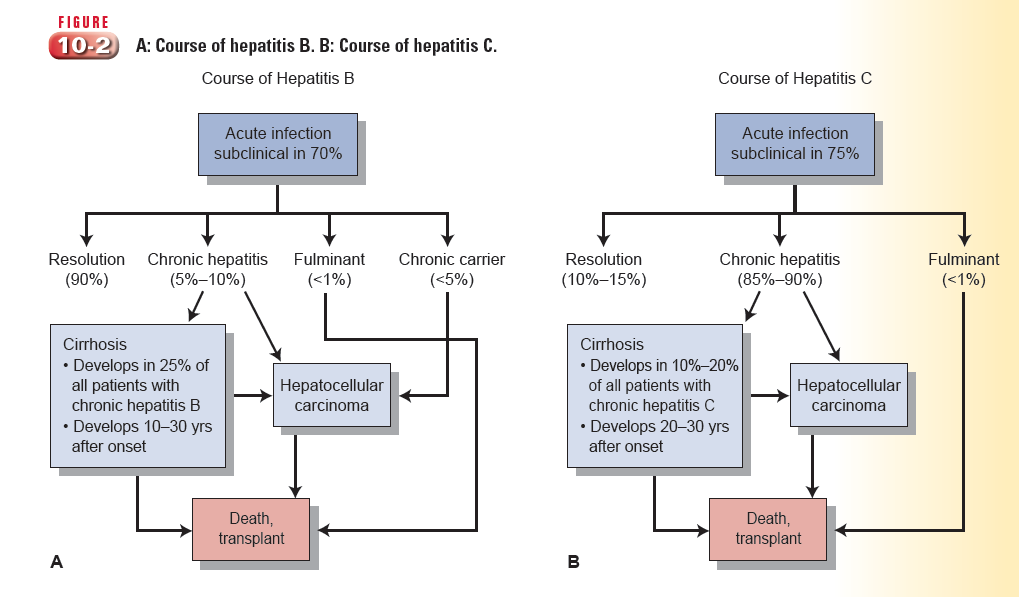 FIGURE
10-2
A: Course of hepatitis B. B: Course of hepatitis C.
Course of Hepatitis B
Acute infection
subclinical in 70%
Resolution
(90%)
Chronic hepatitis
(5%–10%)
Fulminant
(<1%)
Chronic carrier
(<5%)
Cirrhosis
• Develops in 25% of
all patients with
chronic hepatitis B
• Develops 10–30 yrs
after onset
Hepatocellular
carcinoma
Death,
transplant
A
Course of Hepatitis C
Acute infection
subclinical in 75%
Resolution
(10%–15%)
Chronic hepatitis
(85%–90%)
Fulminant
(<1%)
Cirrhosis
• Develops in 10%–20%
of all patients with
chronic hepatitis C
• Develops 20–30 yrs
after onset
Hepatocellular
carcinoma
Death,
transplant
B